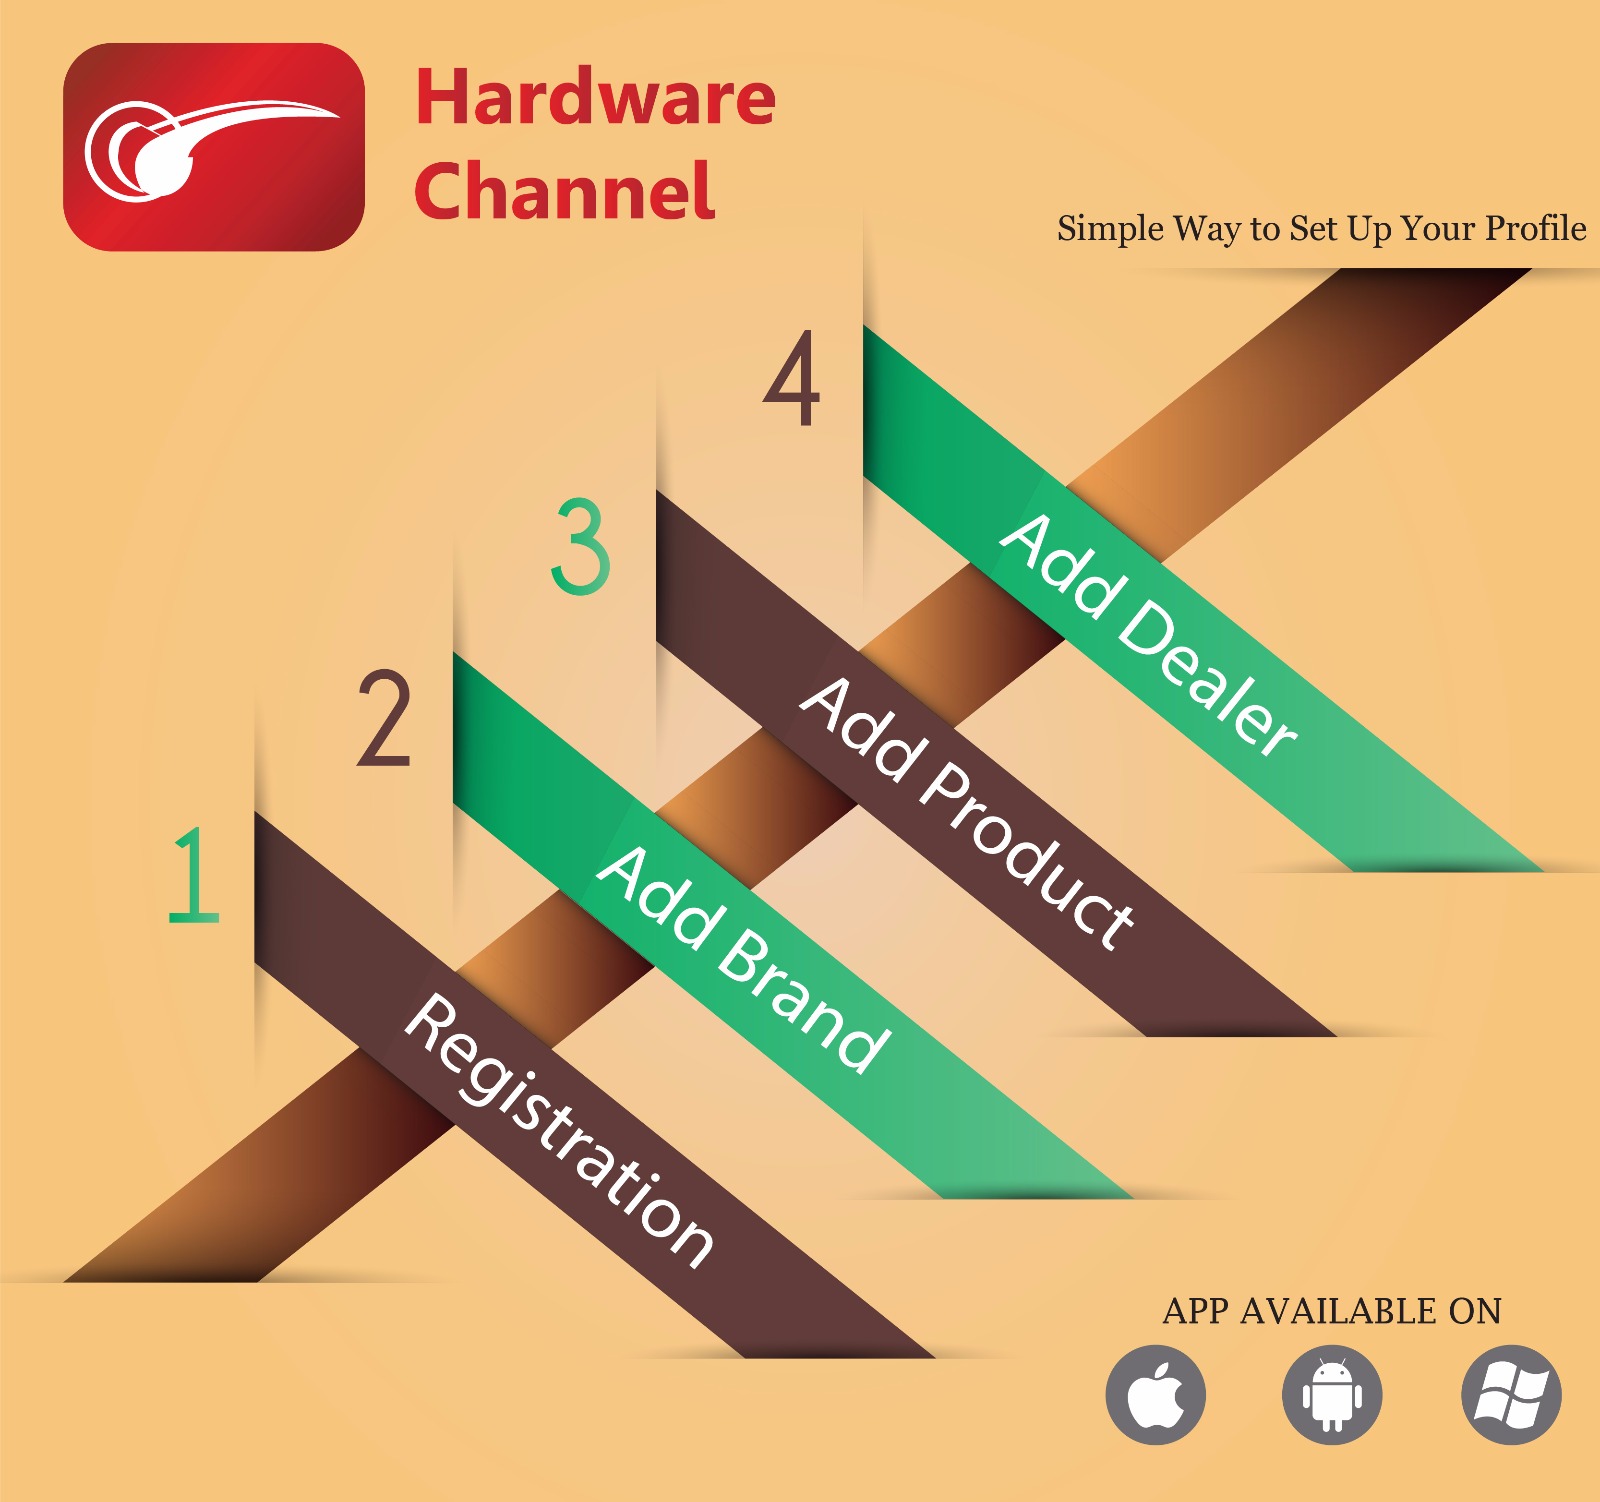 Hardware
Channel
Simple Way to Set Up Your Profile
4
Add Dealer
3
Add Product
2
Add Brand
1
Registration
APP AVAILABLE ON